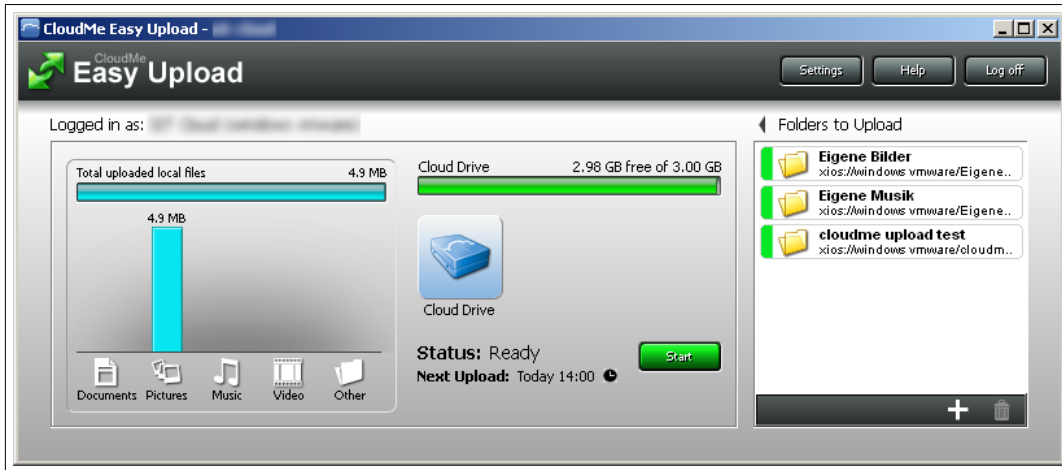 CloudMe Easy Upload -
CloudMe
Easy Upload
Settings
Help
Log off
Logged in as:
Folders to Upload
Total uploaded local files 4.9 MB
4.9 MB
Documents Pictures Music Video Other
Cloud Drive 2.98 GB free of 3.00 GB
Cloud Drive
Status: Ready
Start
Next Upload: Today 14:00
Eigene Bilder
xios://windows vmware/Eigene..
Eigene Musik
xios://windows vmware/Eigene..
cloudme upload test
xios://windows vmware/cloudm..